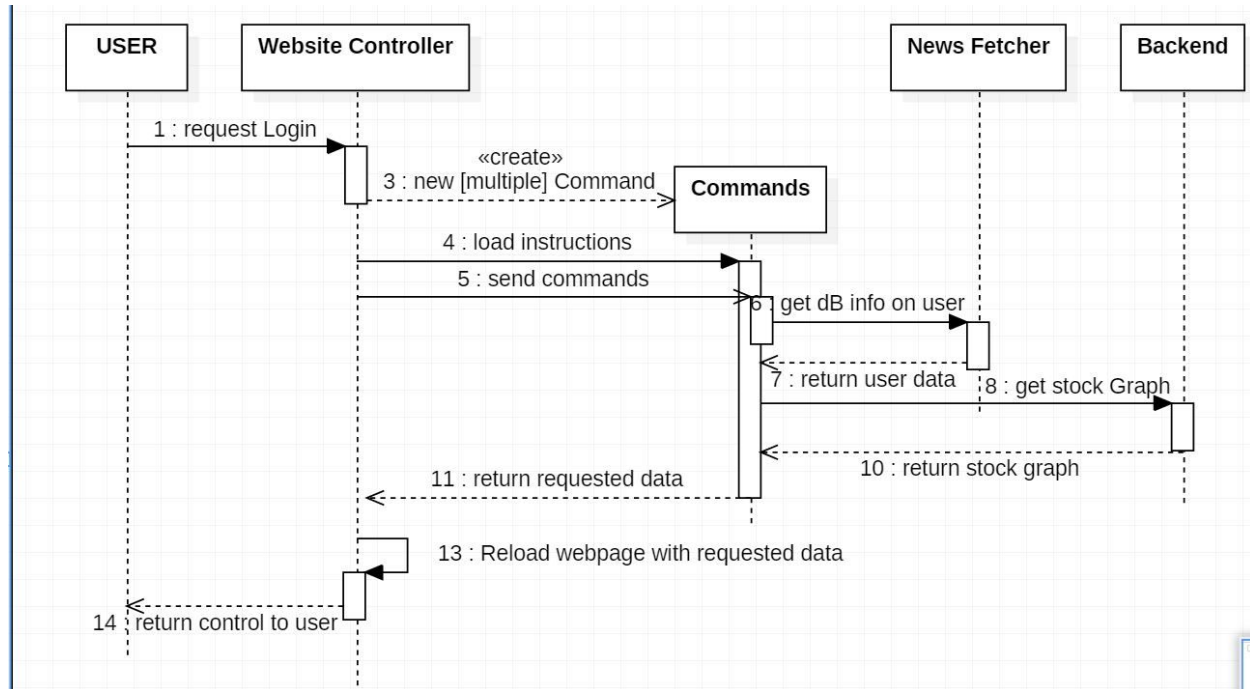 USER
Website Controller
News Fetcher
Backend
1 : request Login
«create»
3 : new [multiple] Command
Commands
4 : load instructions
5 : send commands
6 : get dB info on user
7 : return user data
8 : get stock Graph
10 : return stock graph
11 : return requested data
13 : Reload webpage with requested data
14 : return control to user